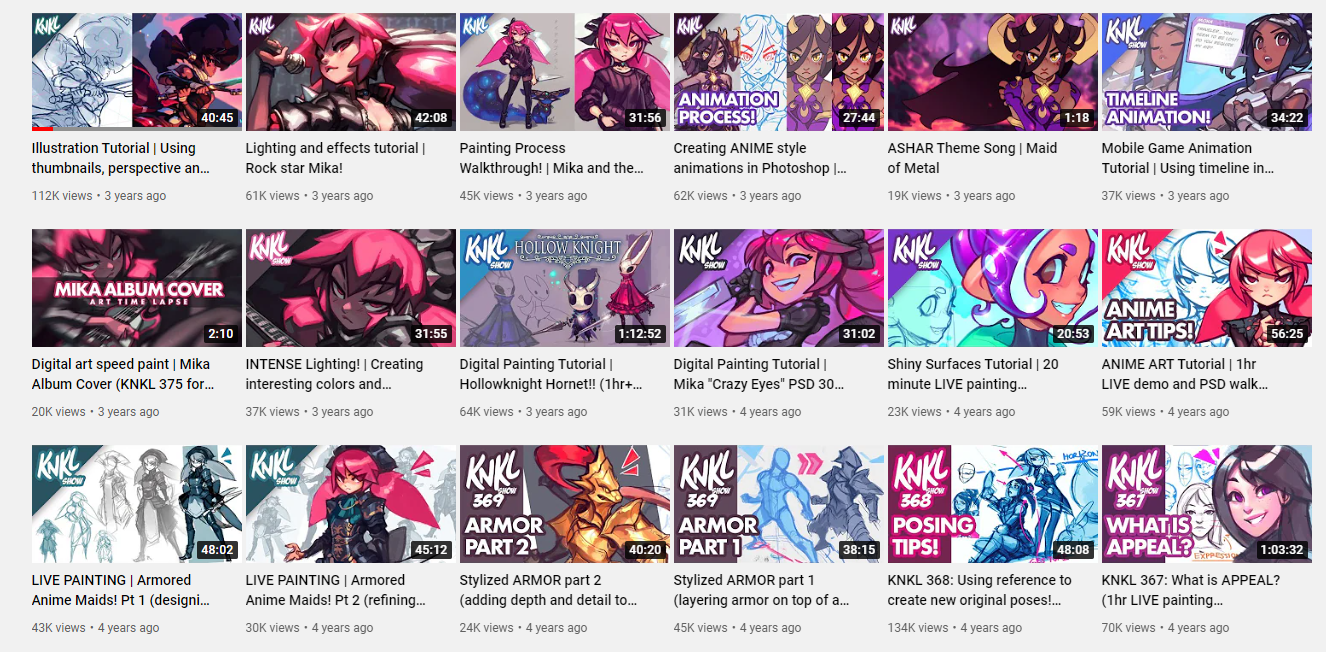 KNKL
SHOW
40:45
Illustration Tutorial | Using
thumbnails, perspective an...
112K views • 3 years ago
KNKL
SHOW
42:08
Lighting and effects tutorial |
Rock star Mika!
61K views • 3 years ago
KNKL
SHOW
31:56
Painting Process
Walkthrough! | Mika and the...
45K views • 3 years ago
KNKL
SHOW
ANIMATION
PROCESS!
27:44
Creating ANIME style
animations in Photoshop |...
62K views • 3 years ago
1:18
ASHAR Theme Song | Maid
of Metal
19K views • 3 years ago
KNKL
SHOW
TIMELINE
ANIMATION!
34:22
Mobile Game Animation
Tutorial | Using timeline in...
37K views • 3 years ago
MIKA ALBUM COVER
ART TIME LAPSE
2:10
Digital art speed paint | Mika
Album Cover (KNKL 375 for...
20K views • 3 years ago
KNKL
SHOW
31:55
INTENSE Lighting! | Creating
interesting colors and...
37K views • 3 years ago
KNKL
SHOW
HOLLOW KNIGHT
1:12:52
Digital Painting Tutorial |
Hollowknight Hornet!! (1hr+...
64K views • 3 years ago
KNKL
SHOW
31:02
Digital Painting Tutorial |
Mika "Crazy Eyes" PSD 30...
31K views • 4 years ago
KNKL
SHOW
20:53
Shiny Surfaces Tutorial | 20
minute LIVE painting...
23K views • 4 years ago
KNKL
SHOW
ANIME
ART TIPS!
56:25
ANIME ART Tutorial | 1hr
LIVE demo and PSD walk...
59K views • 4 years ago
KNKL
SHOW
48:02
LIVE PAINTING | Armored
Anime Maids! Pt 1 (designi...
43K views • 4 years ago
KNKL
SHOW
45:12
LIVE PAINTING | Armored
Anime Maids! Pt 2 (refining...
30K views • 4 years ago
KNKL
SHOW
369
ARMOR
PART 2
40:20
Stylized ARMOR part 2
(adding depth and detail to...
24K views • 4 years ago
KNKL
SHOW
369
ARMOR
PART 1
38:15
Stylized ARMOR part 1
(layering armor on top of a...
45K views • 4 years ago
KNKL
SHOW
368
POSING
TIPS!
HORIZON
48:08
KNKL 368: Using reference to
create new original poses!...
134K views • 4 years ago
KNKL
SHOW
367
WHAT IS
APPEAL?
EXPRESSIO
1:03:32
KNKL 367: What is APPEAL?
(1hr LIVE painting...
70K views • 4 years ago